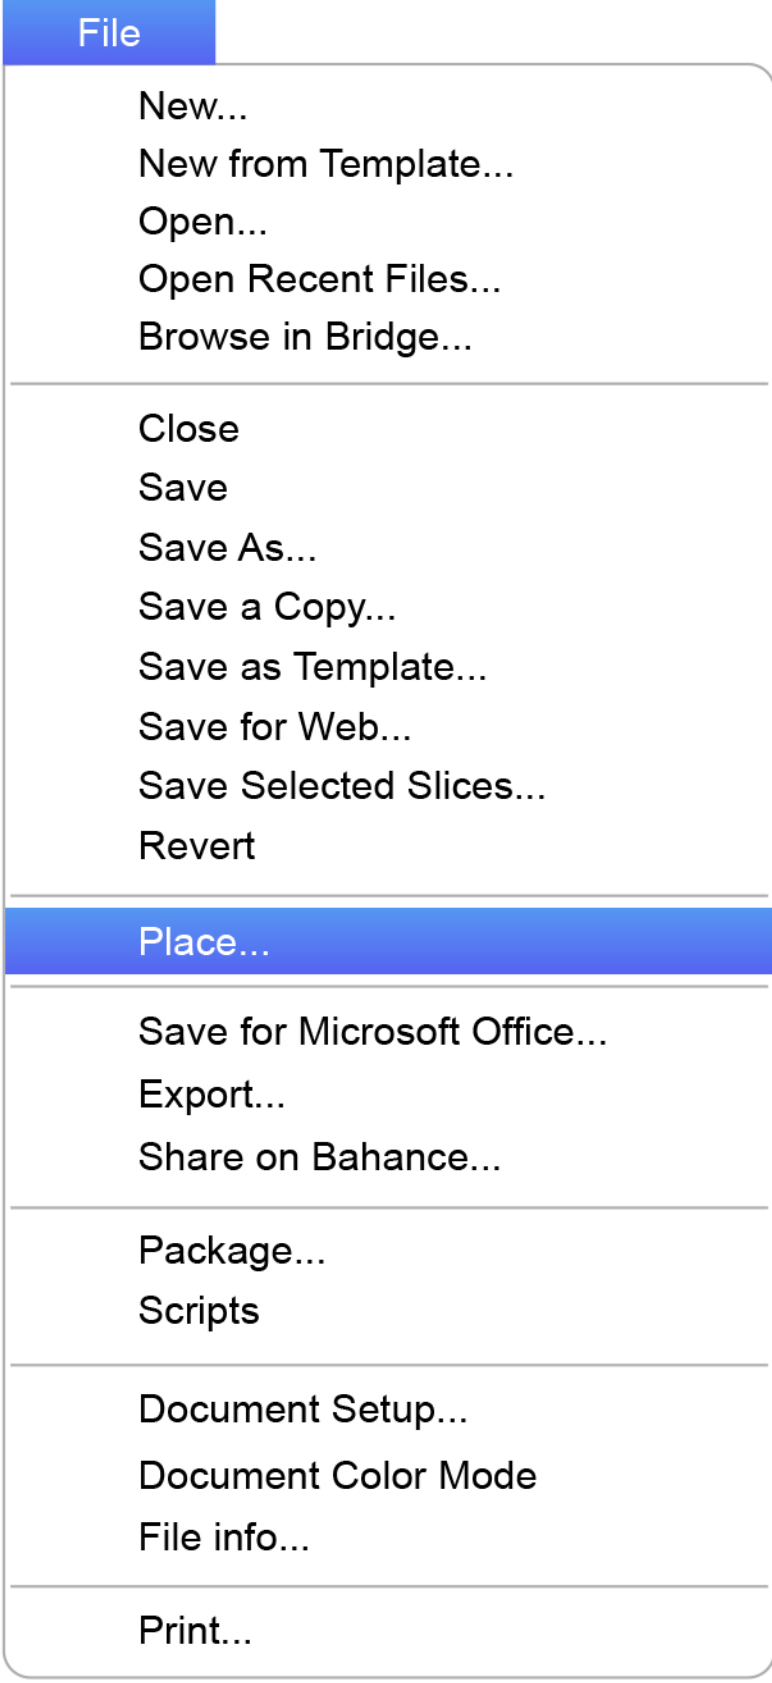 File
New...
New from Template...
Open...
Open Recent Files...
Browse in Bridge...
Close
Save
Save As...
Save a Copy...
Save as Template...
Save for Web...
Save Selected Slices...
Revert
Place...
Save for Microsoft Office...
Export...
Share on Bahance...
Package...
Scripts
Document Setup...
Document Color Mode
File info...
Print...